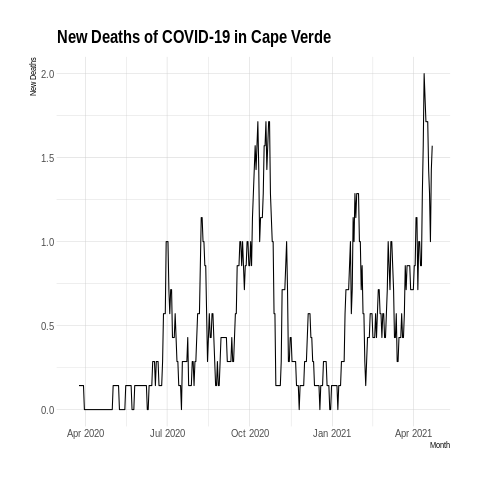 New Deaths of COVID-19 in Cape Verde
New Deaths
2.0
1.5
1.0
0.5
0.0
Apr 2020 Jul 2020 Oct 2020 Jan 2021 Apr 2021
Month